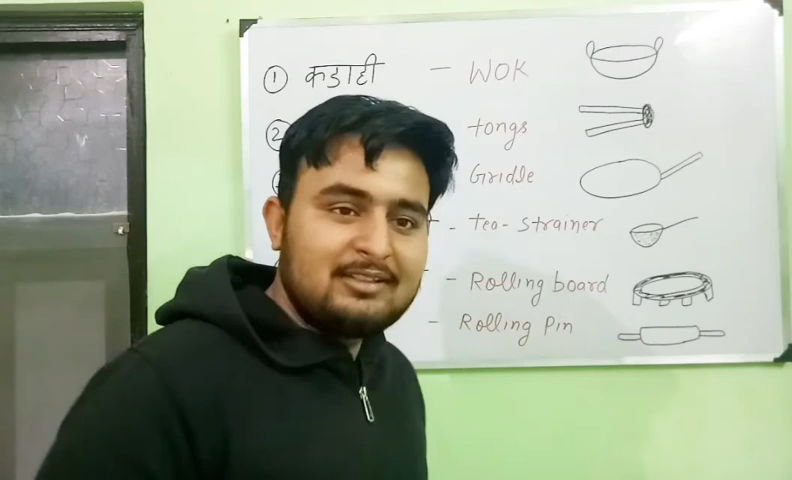 1 कडाही - WOK
2 tongs
Gridle
- Tea-Strainer
- Rolling board
- Rolling Pin